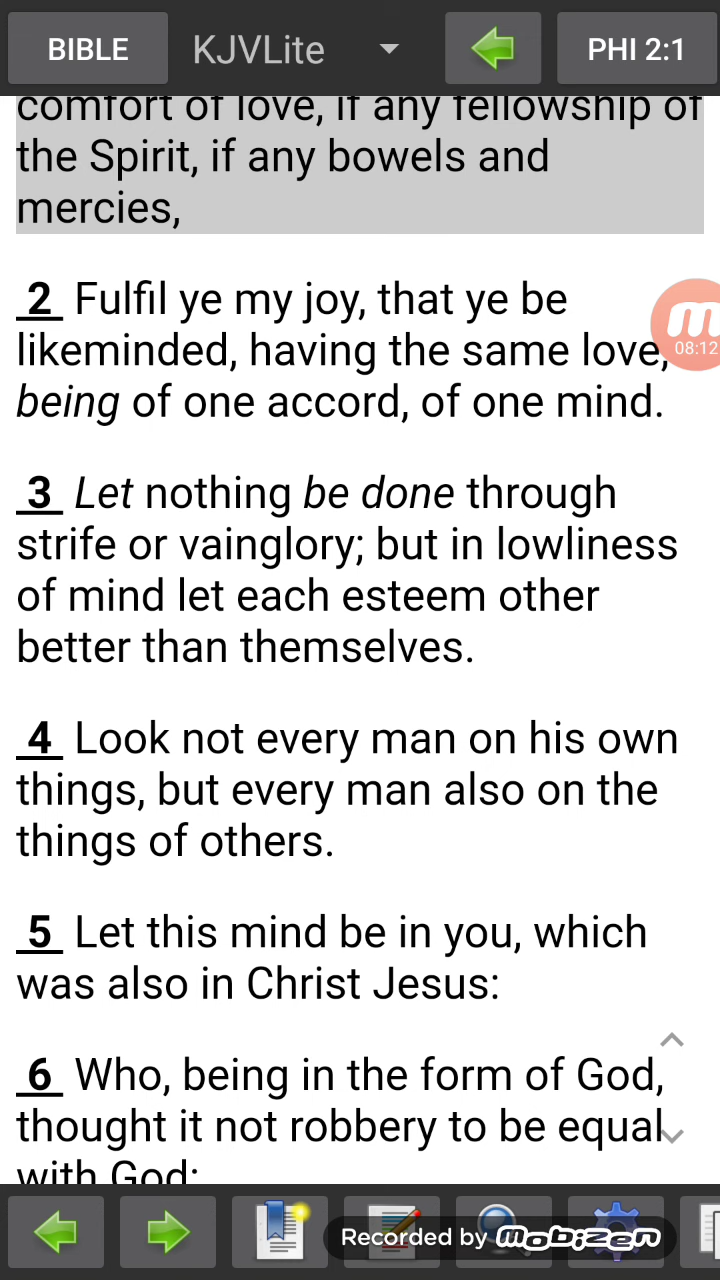 BIBLE KJVLite PHI 2:1
comfort of love, if any fellowship of
the Spirit, if any bowels and
mercies,
2 Fulfil ye my joy, that ye be
likeminded, having the same love,
being of one accord, of one mind.
3 Let nothing be done through
strife or vainglory; but in lowliness
of mind let each esteem other
better than themselves.
4 Look not every man on his own
things, but every man also on the
things of others.
5 Let this mind be in you, which
was also in Christ Jesus:
6 Who, being in the form of God,
thought it not robbery to be equal
with God:
m
08:12
Recorded by mobizen